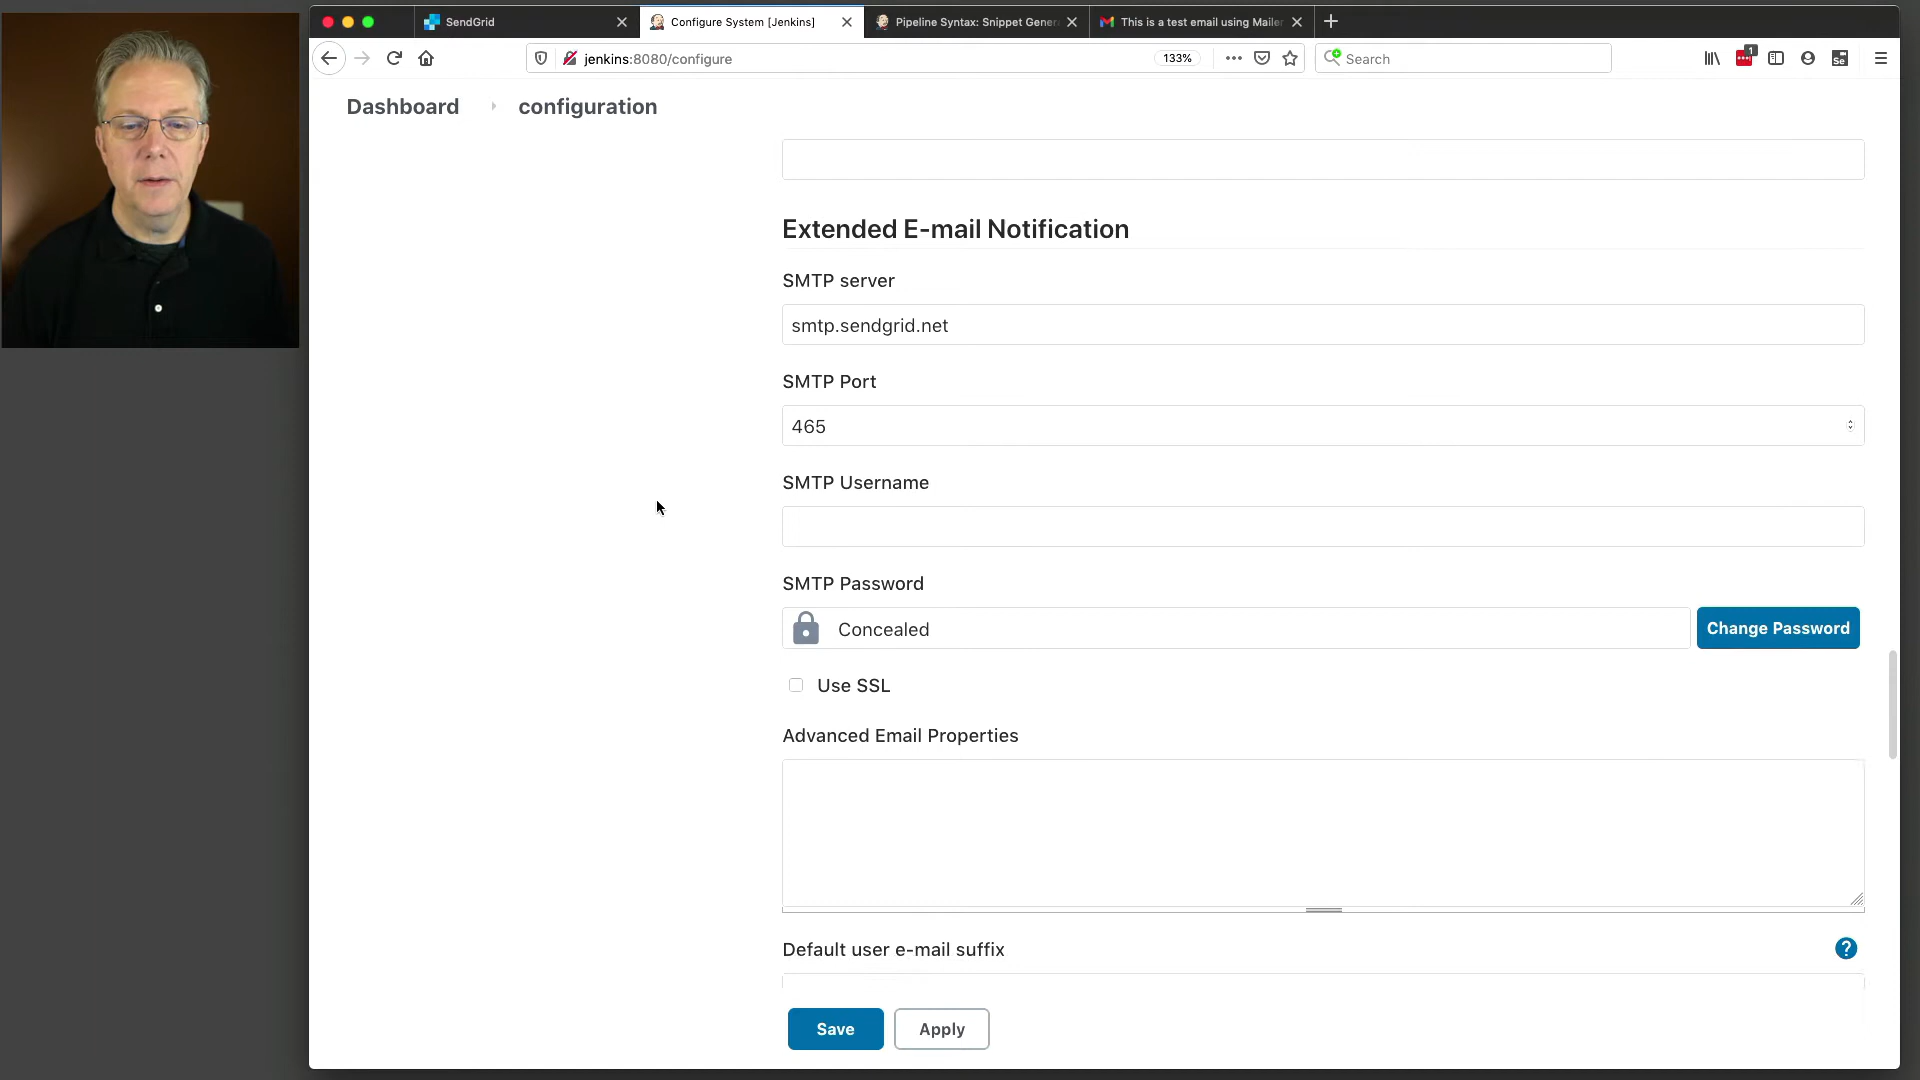 SendGrid
Configure System [Jenkins]
Pipeline Syntax: Snippet Gener
This is a test email using Mailer
jenkins:8080/configure
133%
Search
1
Se
Dashboard
configuration
Extended E-mail Notification
SMTP server
smtp.sendgrid.net
SMTP Port
465
SMTP Username
SMTP Password
Concealed
Change Password
Use SSL
Advanced Email Properties
Default user e-mail suffix
?
Save
Apply